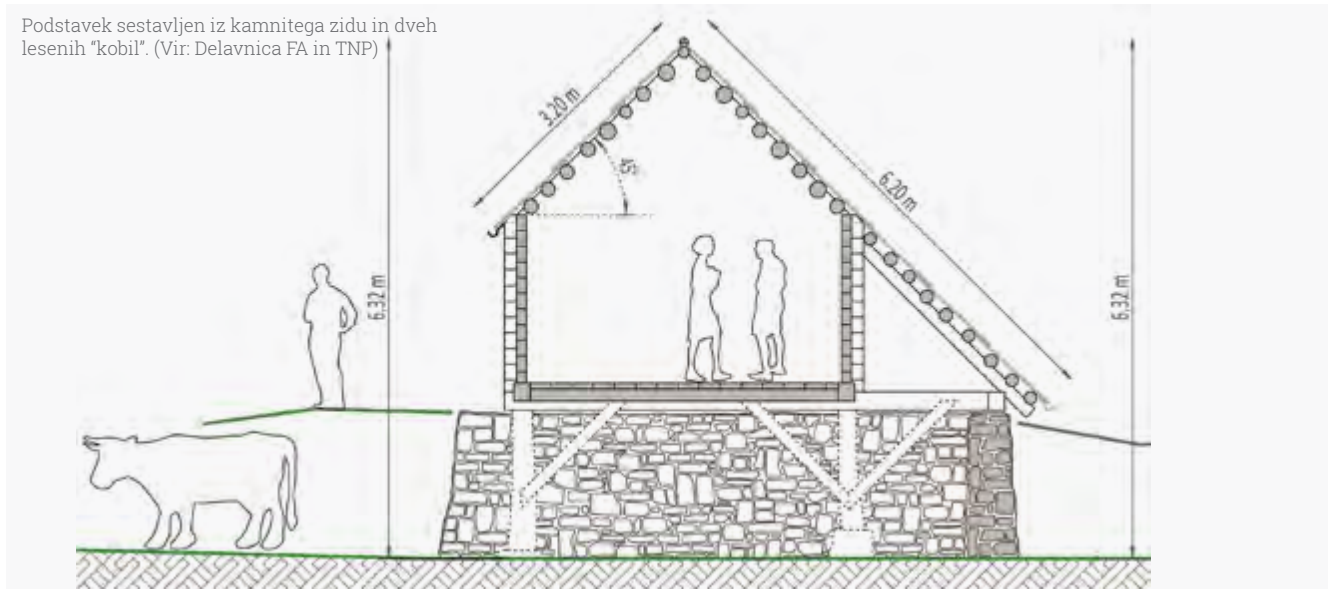 Podstavek sestavljen iz kamnitega zidu in dveh
lesenih “kobil”. (Vir: Delavnica FA in TNP)
3.20 m
45°
6.20 m
6.32 m
6.32 m